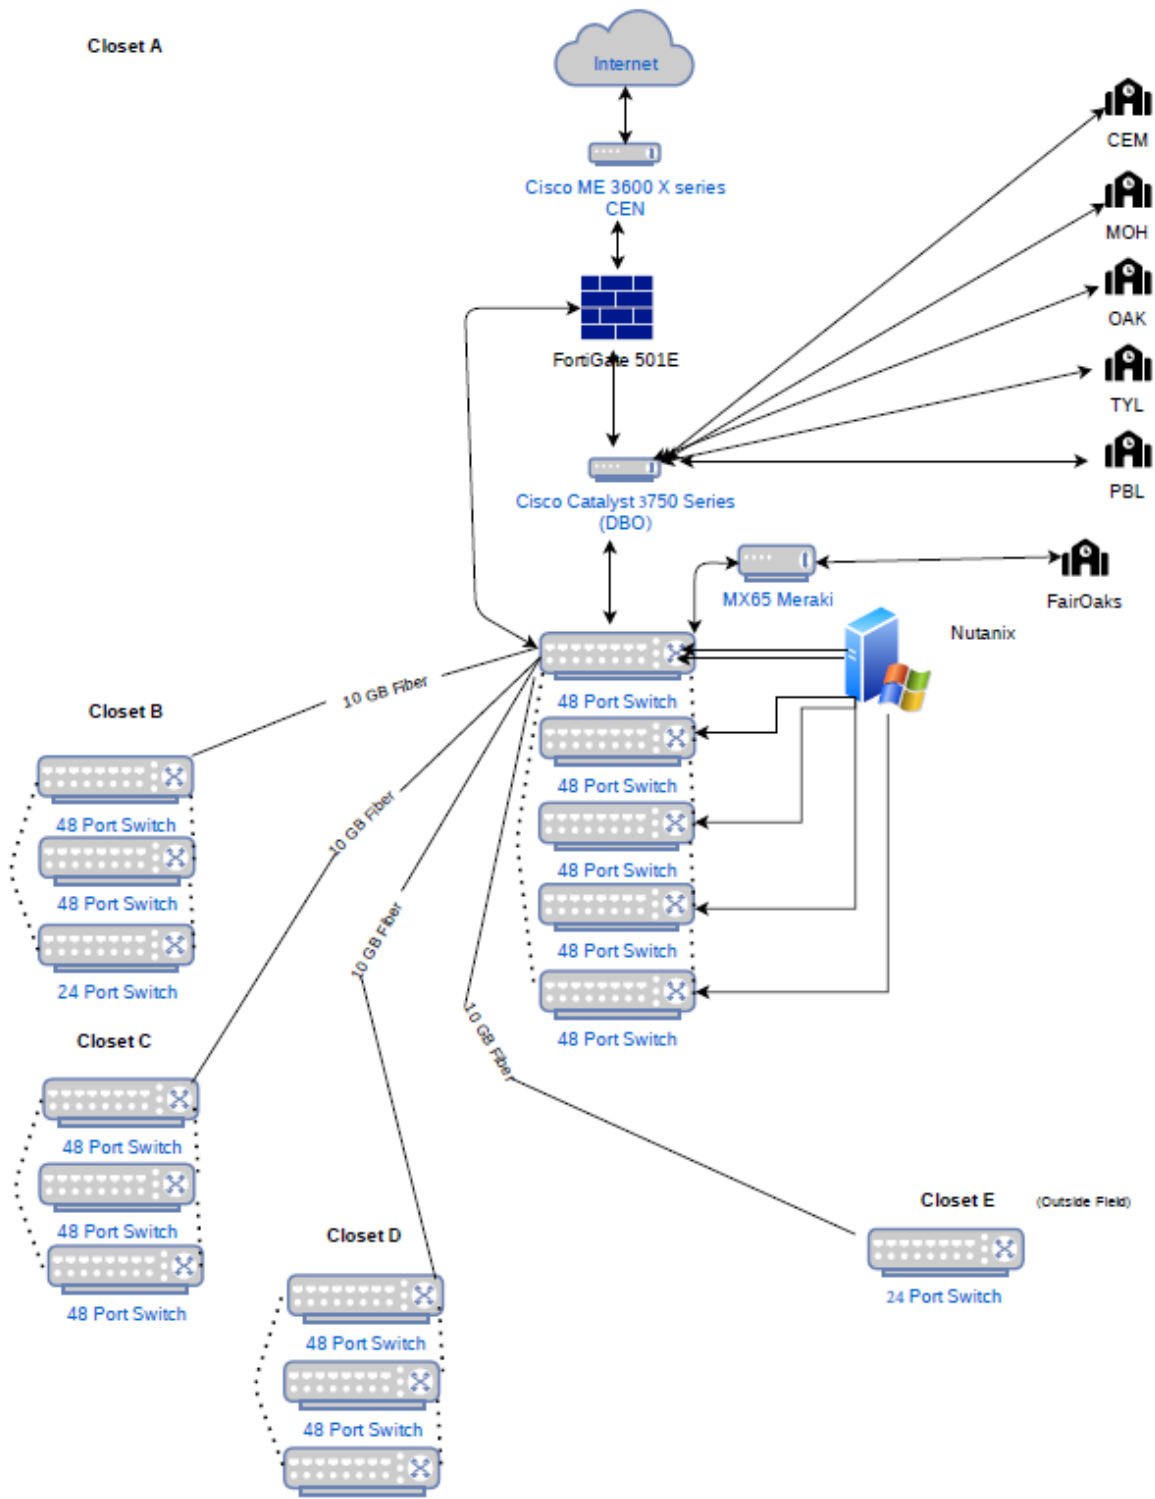 Closet A
Internet
Cisco ME 3600 X series
CEN
CEM
MOH
OAK
FortiGate 501E
TYL
PBL
Cisco Catalyst 3750 Series
(DBO)
MX65 Meraki
FairOaks
Nutanix
10 GB Fiber
48 Port Switch
Closet B
48 Port Switch
48 Port Switch
10 GB Fiber
48 Port Switch
48 Port Switch
10 GB Fiber
48 Port Switch
24 Port Switch
48 Port Switch
10 GB Fiber
Closet C
48 Port Switch
48 Port Switch
48 Port Switch
Closet D
Closet E
(Outside Field)
24 Port Switch
48 Port Switch
48 Port Switch